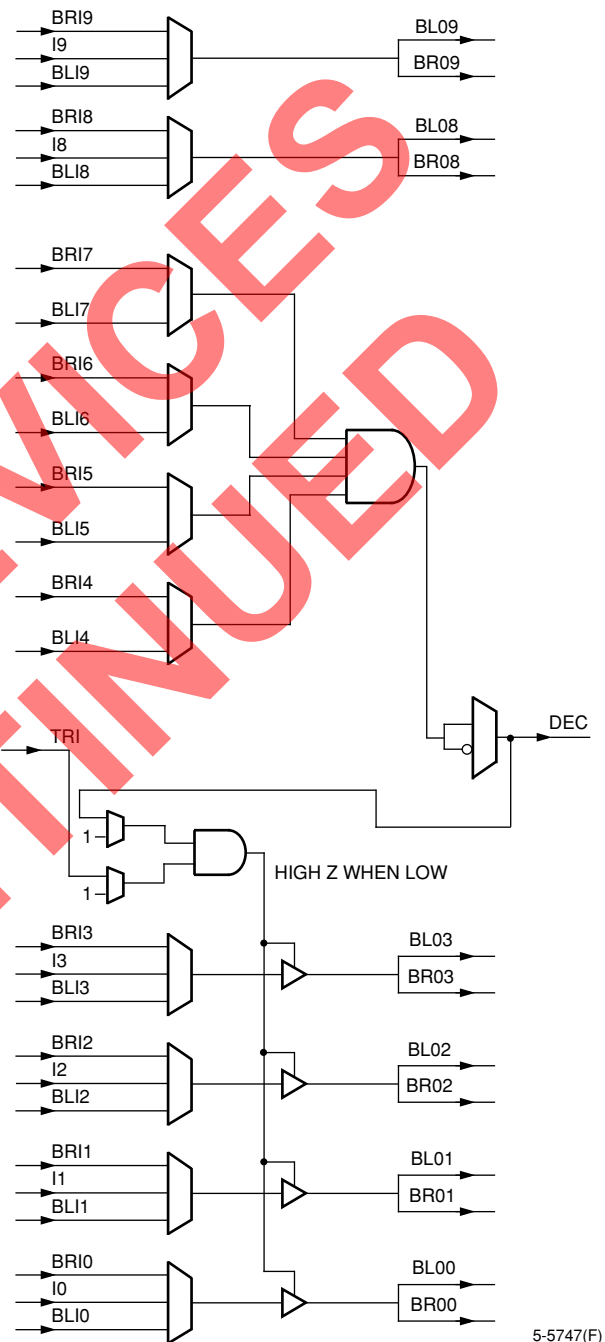 BRI9
I9
BLI9
BL09
BR09
BRI8
I8
BLI8
BL08
BR08
BRI7
BLI7
BRI6
BLI6
BRI5
BLI5
BRI4
BLI4
DEC
TRI
1
1
HIGH Z WHEN LOW
BRI3
I3
BLI3
BL03
BR03
BRI2
I2
BLI2
BL02
BR02
BRI1
I1
BLI1
BL01
BR01
BRI0
I0
BLI0
BL00
BR00
5-5747(F)
VICES
TINUED